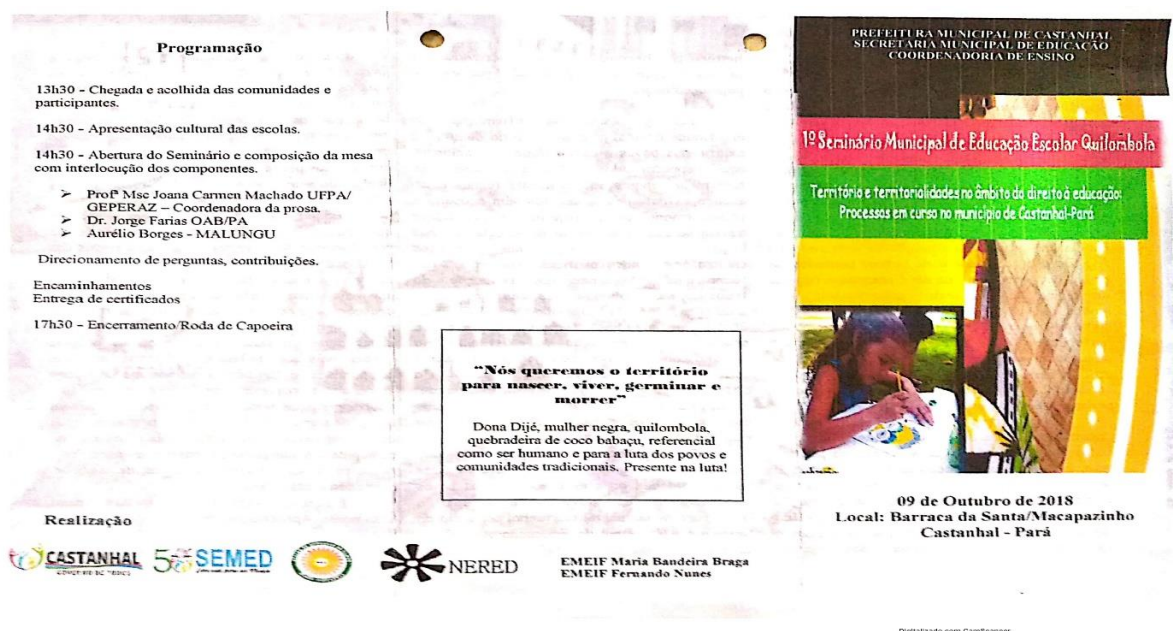 Programação
13h30 – Chegada e acolhida das comunidades e
participantes.
14h30 – Apresentação cultural das escolas.
14h30 – Abertura do Seminário e composição da mesa
com interlocução dos componentes.
➢ Profª Msc Joana Carmen Machado UFPA/
GEPERAZ – Coordenadora da prosa.
➢ Dr. Jorge Farias OAB/PA
➢ Aurélio Borges - MALUNGU
Direcionamento de perguntas, contribuições.
Encaminhamentos
Entrega de certificados
17h30 – Encerramento/Roda de Capoeira
Realização
CASTANHAL
SEMED
NERED
EMEIF Maria Bandeira Braga
EMEIF Fernando Nunes
"Nós queremos o território
para nascer, viver, germinar e
morrer"
Dona Dijé, mulher negra, quilombola,
quebradeira de coco babaçu, referencial
como ser humano e para a luta dos povos e
comunidades tradicionais. Presente na luta!
PREFEITURA MUNICIPAL DE CASTANHAL
SECRETARIA MUNICIPAL DE EDUCAÇÃO
COORDENADORIA DE ENSINO
1º Seminário Municipal de Educação Escolar Quilombola
Território e territorialidades no âmbito do direito à educação:
Processos em curso no município de Castanhal-Pará
09 de Outubro de 2018
Local: Barraca da Santa/Macapazinho
Castanhal - Pará
Digitalizado com CamScanner